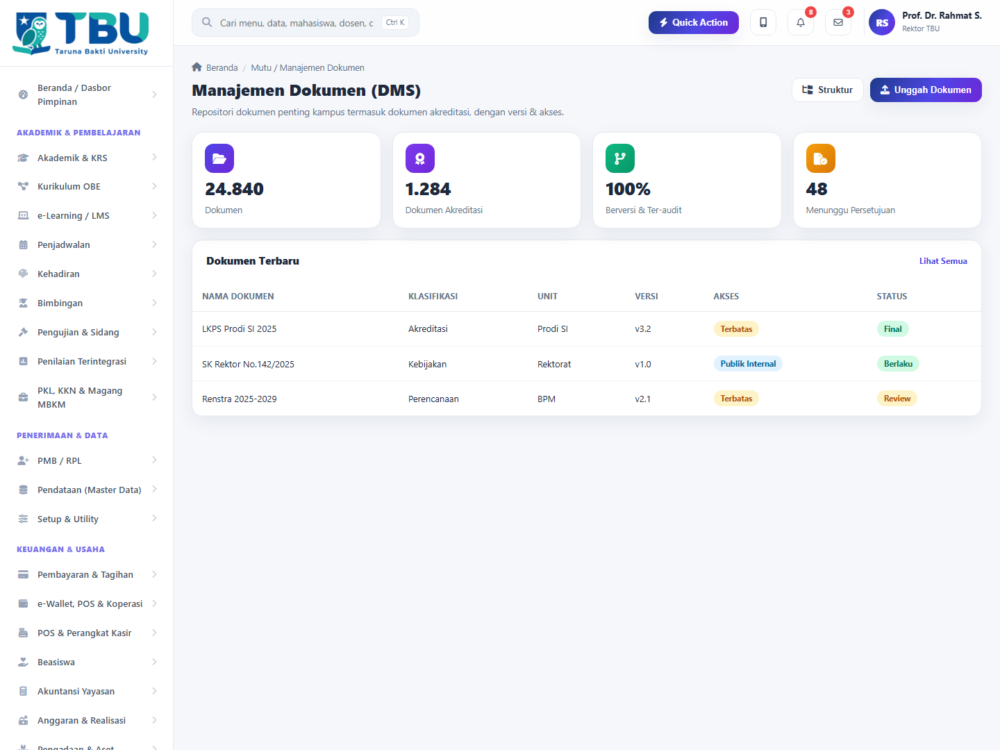 TBU
Taruna Bakti University
Cari menu, data, mahasiswa, dosen, c
Ctrl K
Quick Action
8
3
RS
Prof. Dr. Rahmat S.
Rektor TBU
Beranda / Dasbor
Pimpinan
AKADEMIK & PEMBELAJARAN
Akademik & KRS
Kurikulum OBE
e-Learning / LMS
Penjadwalan
Kehadiran
Bimbingan
Pengujian & Sidang
Penilaian Terintegrasi
PKL, KKN & Magang
MBKM
PENERIMAAN & DATA
PMB / RPL
Pendataan (Master Data)
Setup & Utility
KEUANGAN & USAHA
Pembayaran & Tagihan
e-Wallet, POS & Koperasi
POS & Perangkat Kasir
Beasiswa
Akuntansi Yayasan
Anggaran & Realisasi
Pengadaan & Aset
Beranda / Mutu / Manajemen Dokumen
Manajemen Dokumen (DMS)
Repositori dokumen penting kampus termasuk dokumen akreditasi, dengan versi & akses.
Struktur
Unggah Dokumen
24.840
Dokumen
1.284
Dokumen Akreditasi
100%
Berversi & Ter-audit
48
Menunggu Persetujuan
Dokumen Terbaru
Lihat Semua
NAMA DOKUMEN KLASIFIKASI UNIT VERSI AKSES STATUS
LKPS Prodi SI 2025 Akreditasi Prodi SI v3.2 Terbatas Final
SK Rektor No.142/2025 Kebijakan Rektorat v1.0 Publik Internal Berlaku
Renstra 2025-2029 Perencanaan BPM v2.1 Terbatas Review